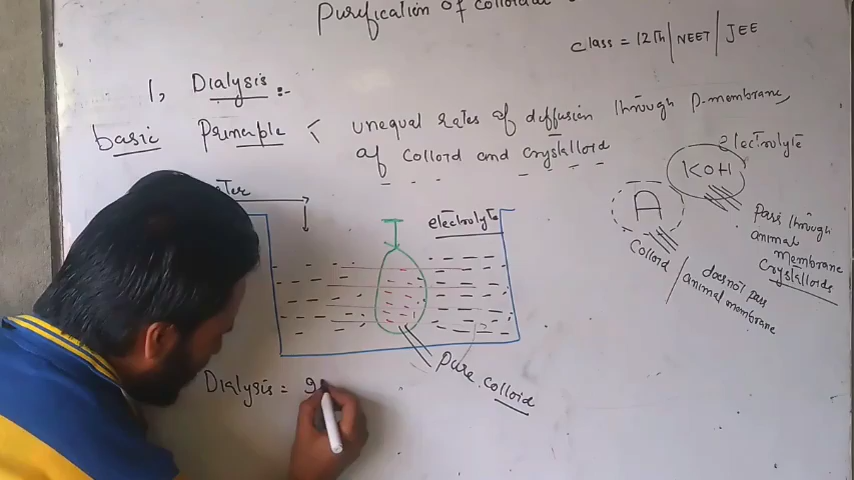 Purification of colloidal
class = 12th | NEET | JEE
1, Dialysis :-
basic Principle < unequal rates of diffusion through P-membrane,
of colloid and crystalloid
electrolyte
KOH
A
colloid
Pass through
animal
membrane
crystalloids
does not pass
animal membrane
electrolyte
Pure colloid
Dialysis =